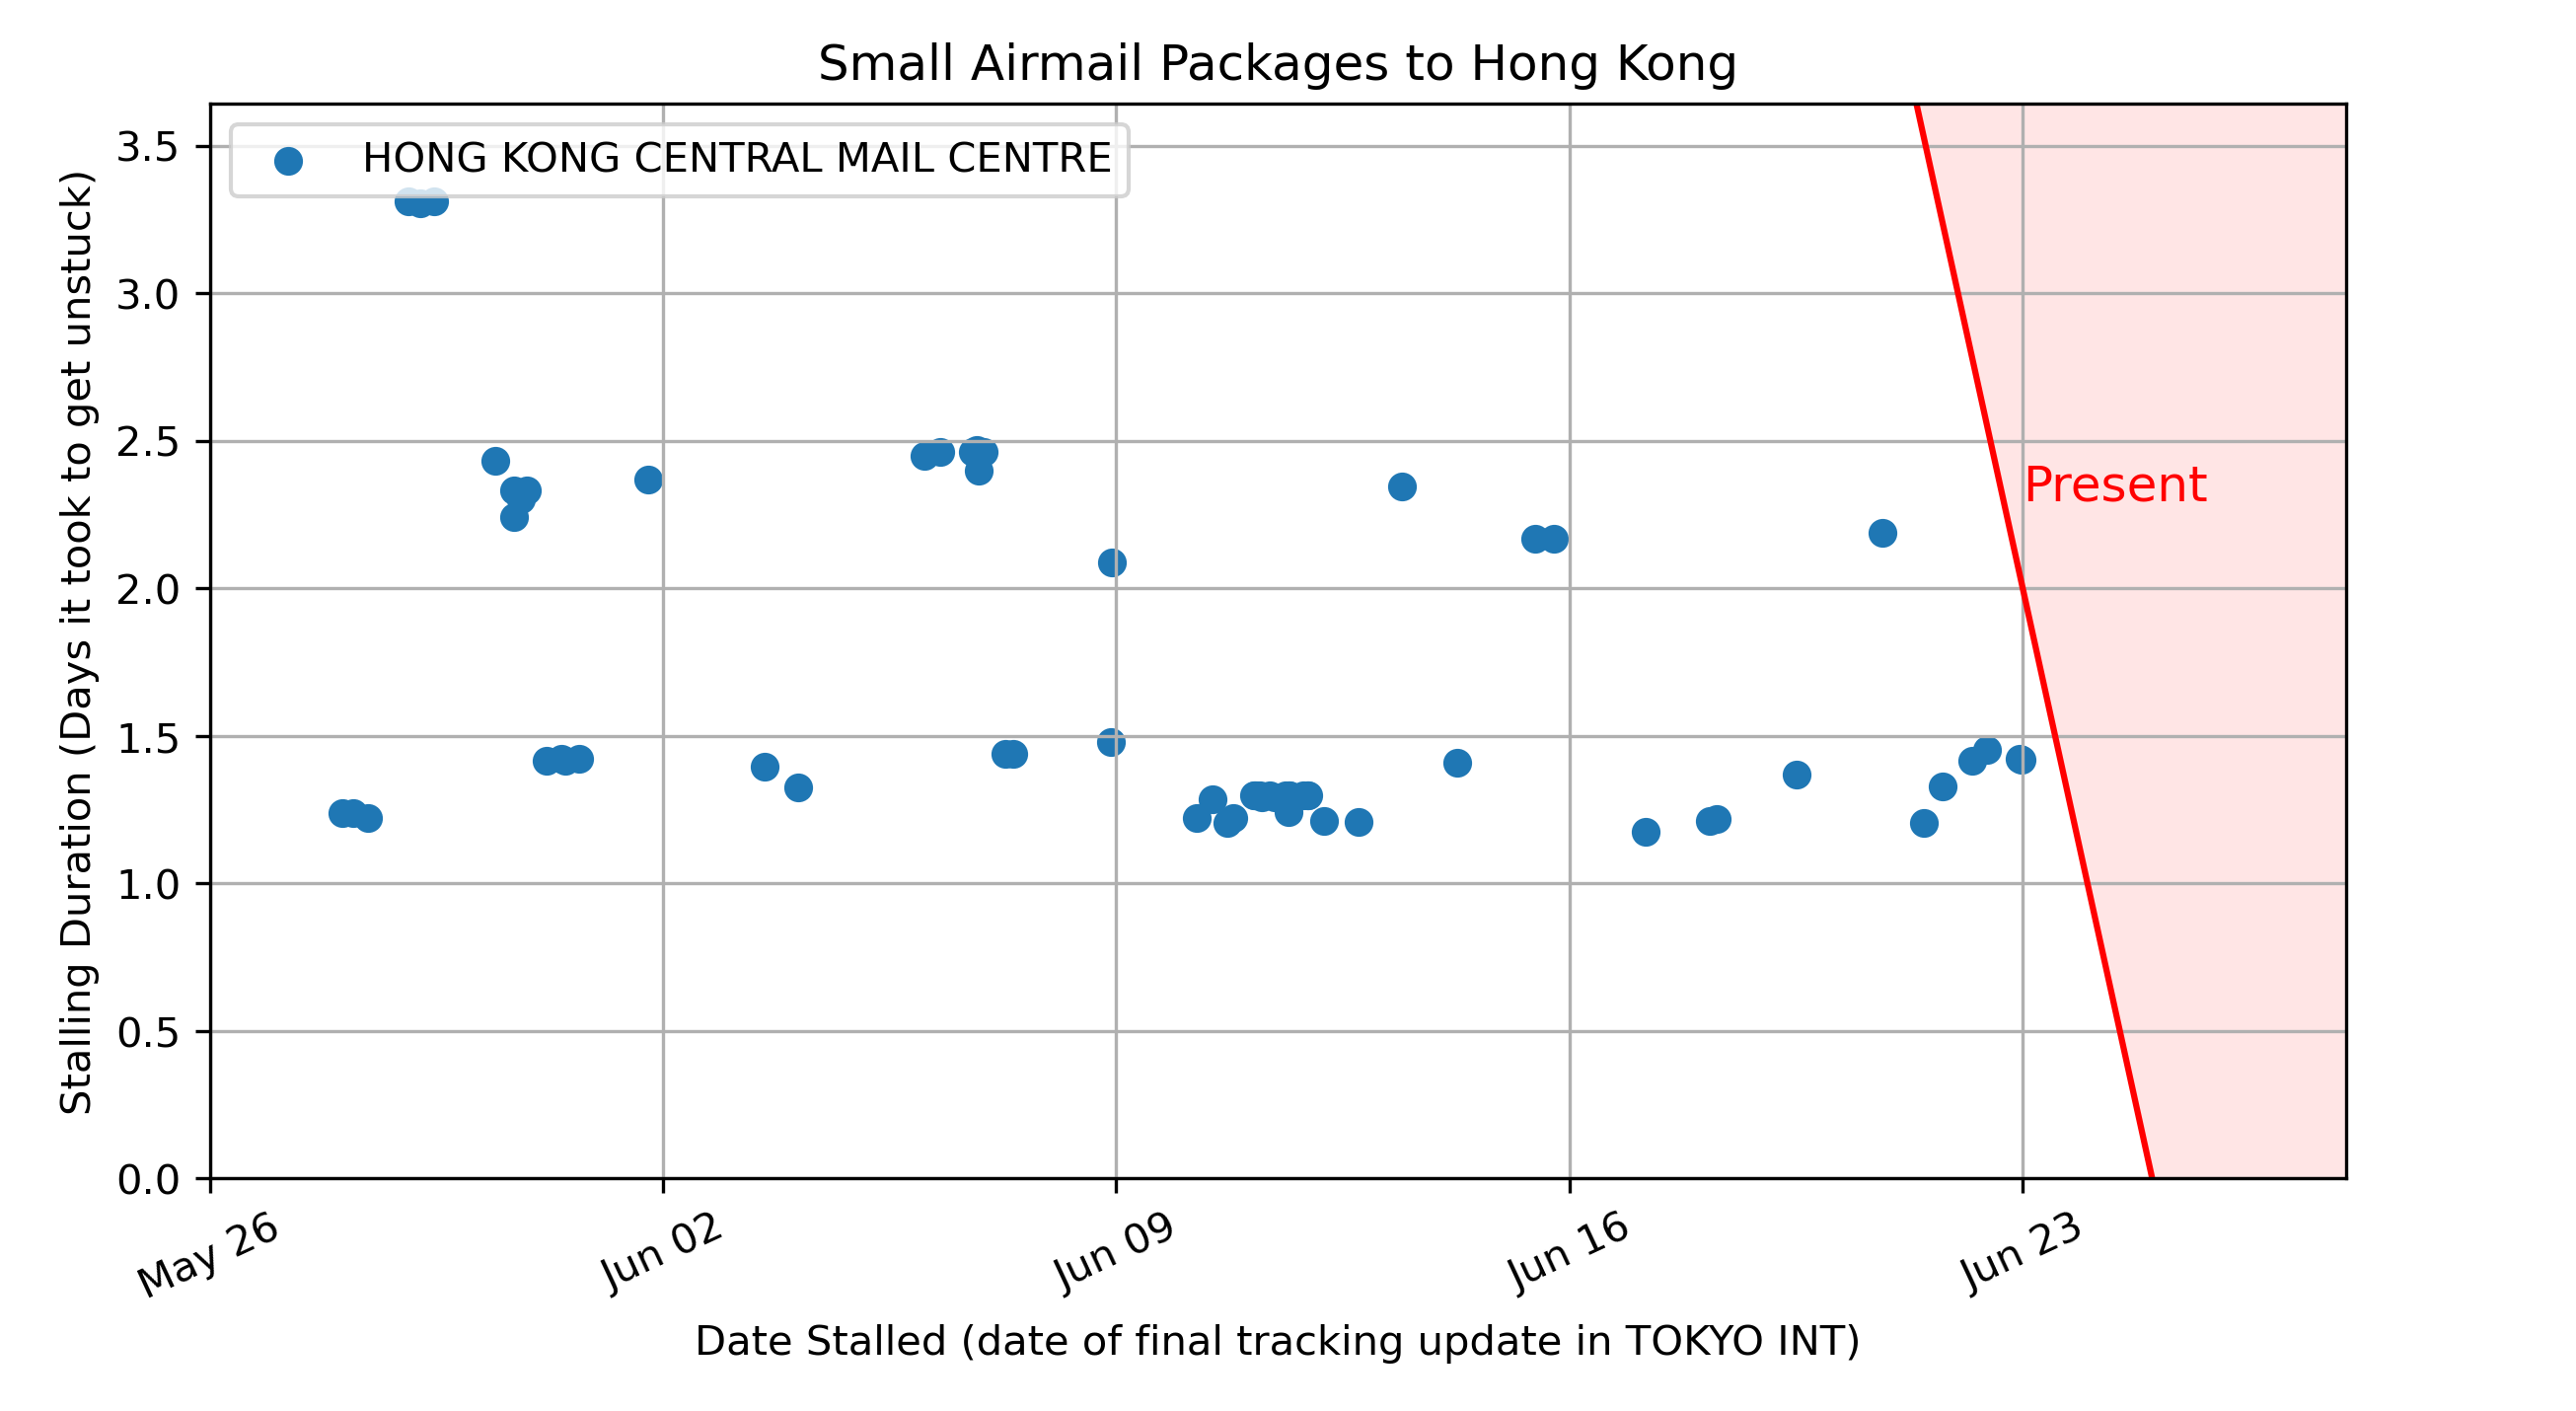 Small Airmail Packages to Hong Kong
HONG KONG CENTRAL MAIL CENTRE
Stalling Duration (Days it took to get unstuck)
3.5
3.0
2.5
2.0
1.5
1.0
0.5
0.0
Present
May 26
Jun 02
Jun 09
Jun 16
Jun 23
Date Stalled (date of final tracking update in TOKYO INT)